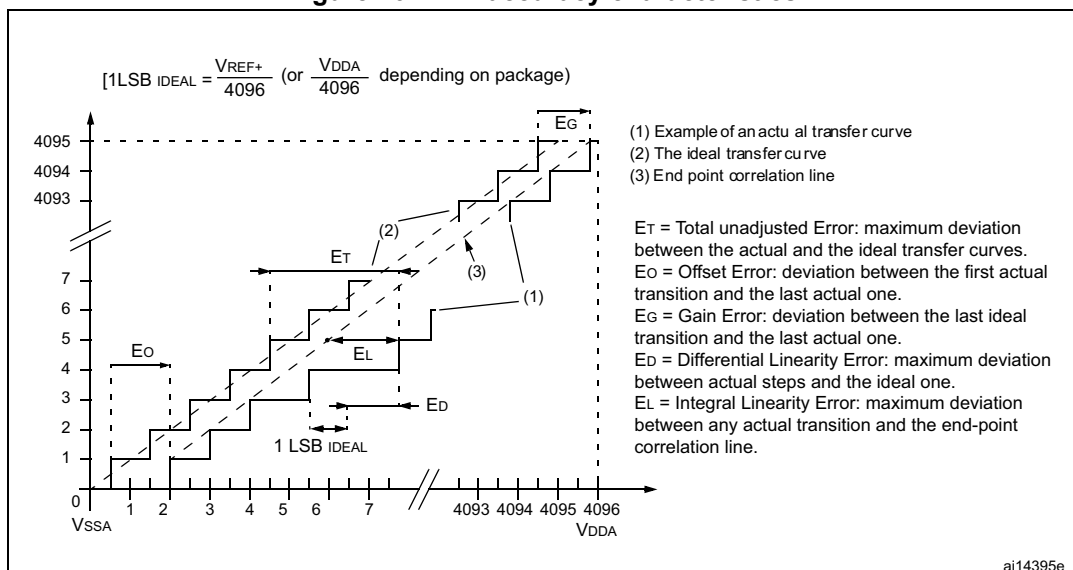 [1LSB IDEAL = VREF+/4096 (or VDDA/4096 depending on package)
EG
(1) Example of an actu al transfer curve
(2) The ideal transfer cu rve
(3) End point correlation line
4095
4094
4093
(2)
ET
(3)
(1)
7
6
5
4
3
2
1
0
EO
EL
ED
1 LSB IDEAL
1 2 3 4 5 6 7 4093 4094 4095 4096
VSSA
VDDA
ET = Total unadjusted Error: maximum deviation
between the actual and the ideal transfer curves.
EO = Offset Error: deviation between the first actual
transition and the last actual one.
EG = Gain Error: deviation between the last ideal
transition and the last actual one.
ED = Differential Linearity Error: maximum deviation
between actual steps and the ideal one.
EL = Integral Linearity Error: maximum deviation
between any actual transition and the end-point
correlation line.
ai14395e